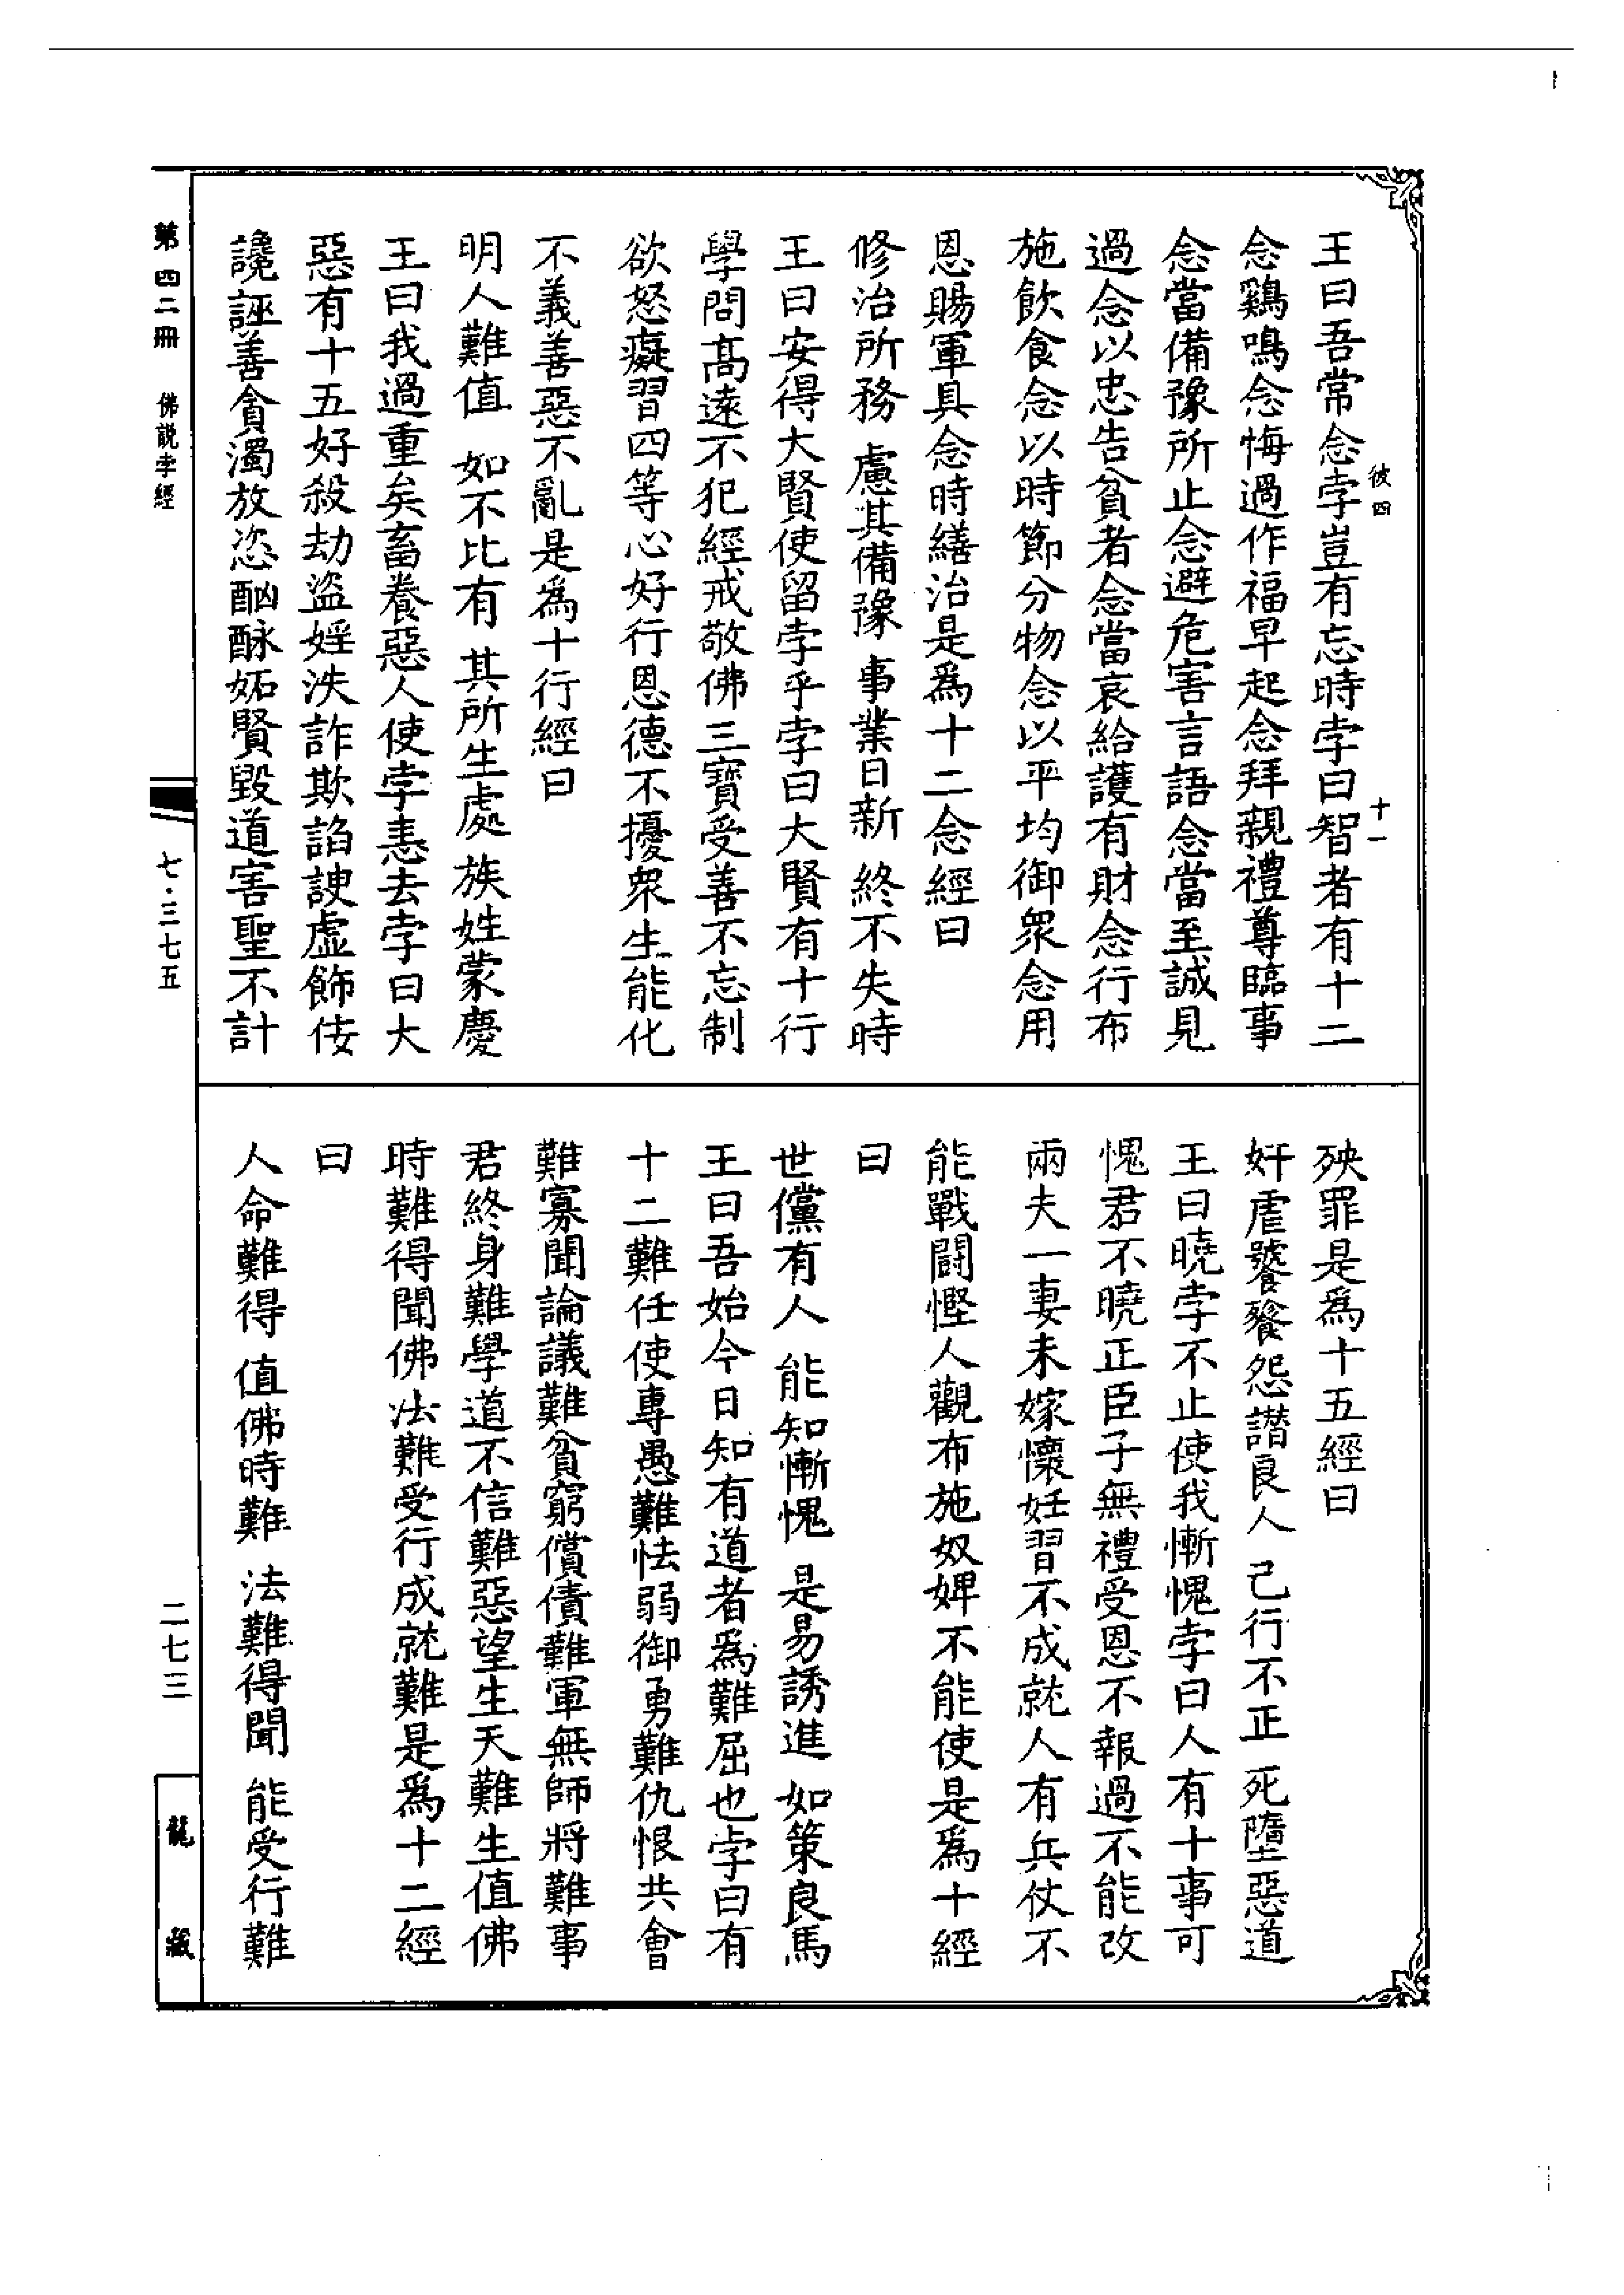 彼四
十一
王曰吾常念孛豈有忘時孛曰智者有十二
念鷄鳴念悔過作福早起念拜親禮尊臨事
念當備豫所止念避危害言語念當至誠見
過念以忠告貧者念當哀給護有財念行布
施飲食念以時節分物念以平均御眾念用
恩賜軍具念時繕治是爲十二念經曰
修治所務 慮其備豫 事業日新 終不失時
王曰安得大賢使留孛乎孛曰大賢有十行
學問髙遠不犯經戒敬佛三寶受善不忘制
欲怒癡習四等心好行恩德不擾眾生能化
不義善惡不亂是爲十行經曰
明人難值 如不比有 其所生處 族姓蒙慶
王曰我過重矣畜養惡人使孛恚去孛曰大
惡有十五好殺劫盜婬泆詐欺諂諛虛飾佞
讒誣善貪濁放恣酗酞妬賢毀道害聖不計
殃罪是爲十五經曰
奸虐饕餮怨譖良人 己行不正 死墮惡道
王曰曉孛不止使我慚愧孛曰人有十事可
愧君不曉正臣子無禮受恩不報過不能改
兩夫一妻未嫁懷妊習不成就人有兵仗不
能戰鬪慳人觀布施奴婢不能使是爲十經
曰
世儻有人 能知慚愧 是易誘進 如策良馬
王曰吾始今日知有道者爲難屈也孛曰有
十二難任使專愚難怯弱御勇難仇恨共會
難寡聞論議難貧窮償債難軍無師將難事
君終身難學道不信難惡望生天難生值佛
時難得聞佛法難受行成就難是爲十二經
曰
人命難得 值佛時難 法難得聞 能受行難
第四二冊 佛說孛經
七·三七五
二七三
龍藏